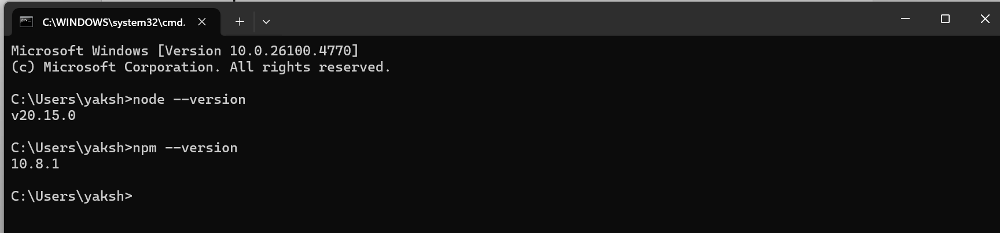 C:\WINDOWS\system32\cmd.
Microsoft Windows [Version 10.0.26100.4770]
(c) Microsoft Corporation. All rights reserved.
C:\Users\yaksh>node --version
v20.15.0
C:\Users\yaksh>npm --version
10.8.1
C:\Users\yaksh>